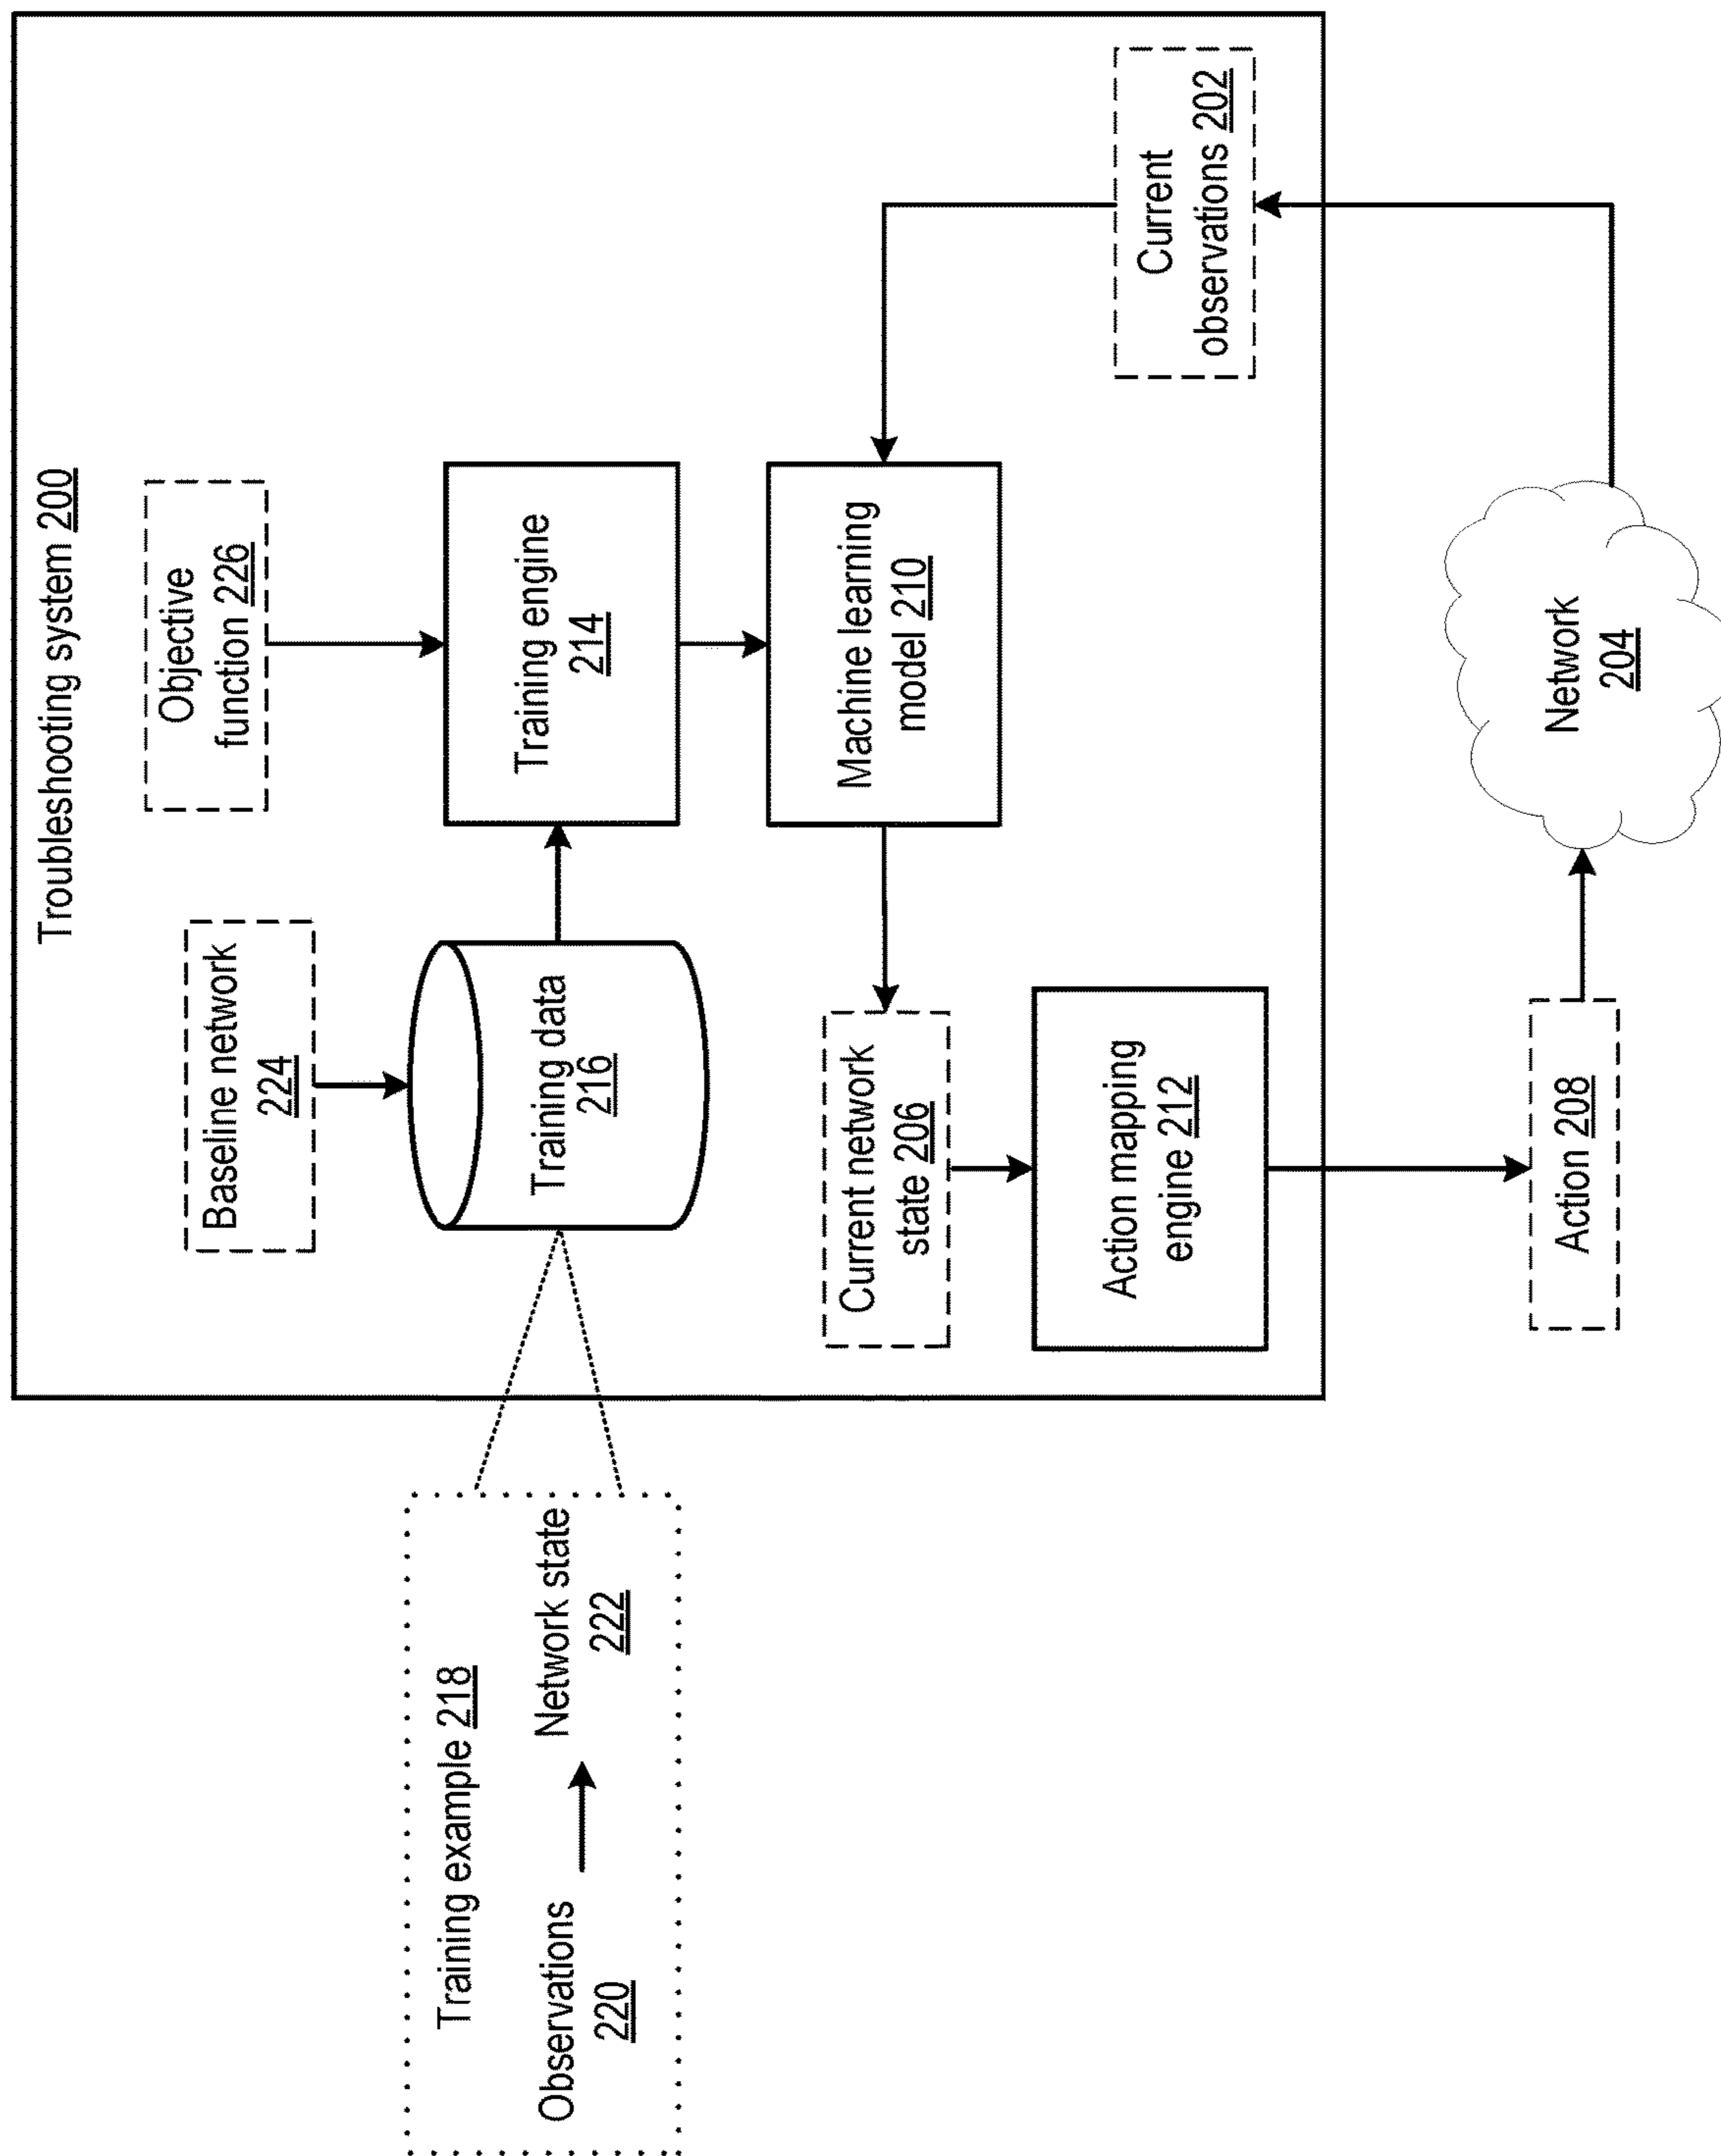 Troubleshooting system 200
Baseline network
224
Objective
function 226
Training example 218
Observations
220
Network state
222
Training data
216
Training engine
214
Current network
state 206
Machine learning
model 210
Action mapping
engine 212
Current
observations 202
Action 208
Network
204